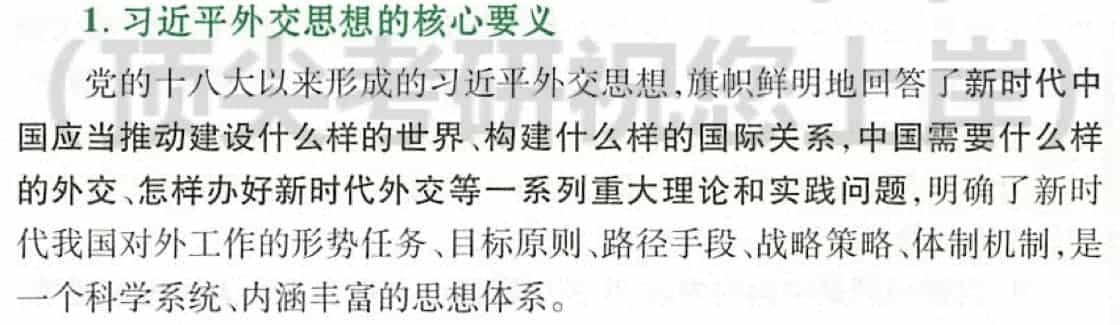 1. 习近平外交思想的核心要义
党的十八大以来形成的习近平外交思想,旗帜鲜明地回答了新时代中
国应当推动建设什么样的世界、构建什么样的国际关系,中国需要什么样
的外交、怎样办好新时代外交等一系列重大理论和实践问题,明确了新时
代我国对外工作的形势任务、目标原则、路径手段、战略策略、体制机制,是
一个科学系统、内涵丰富的思想体系。
(顶尖考研祝您上岸)